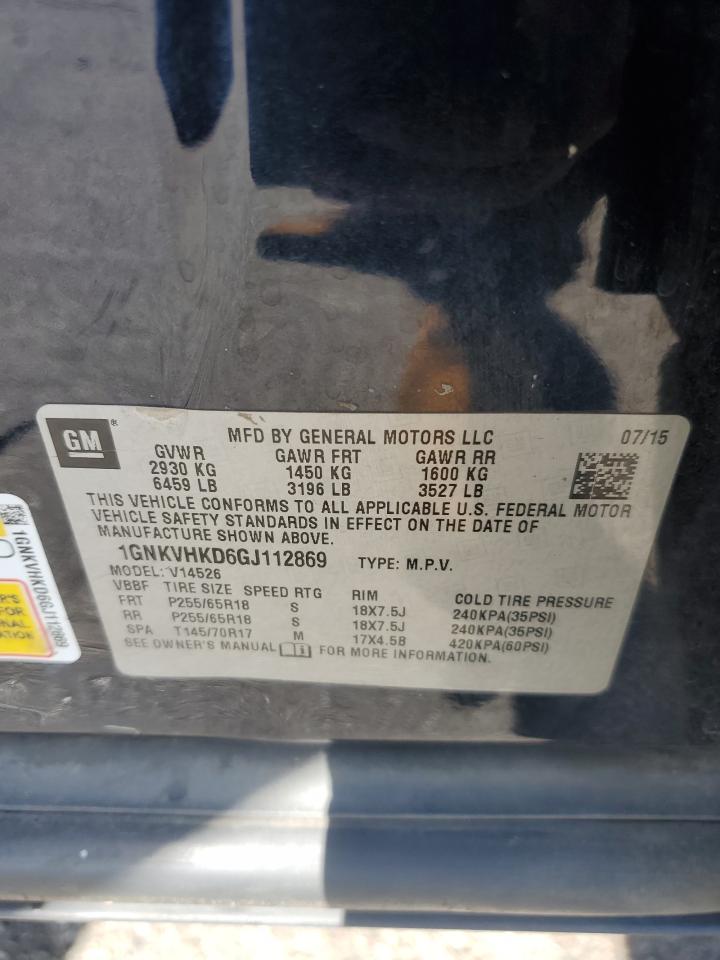 GM
MFD BY GENERAL MOTORS LLC 07/15
GVWR GAWR FRT GAWR RR
2930 KG 1450 KG 1600 KG
6459 LB 3196 LB 3527 LB
THIS VEHICLE CONFORMS TO ALL APPLICABLE U.S. FEDERAL MOTOR
VEHICLE SAFETY STANDARDS IN EFFECT ON THE DATE OF
MANUFACTURE SHOWN ABOVE.
1GNKVHKD6GJ112869 TYPE: M.P.V.
MODEL: V14526
VBBF TIRE SIZE SPEED RTG RIM COLD TIRE PRESSURE
FRT P255/65R18 S 18X7.5J 240KPA(35PSI)
RR P255/65R18 S 18X7.5J 240KPA(35PSI)
SPA T145/70R17 M 17X4.5B 420KPA(60PSI)
SEE OWNER'S MANUAL FOR MORE INFORMATION.
1GNKVHKD6GJ112869